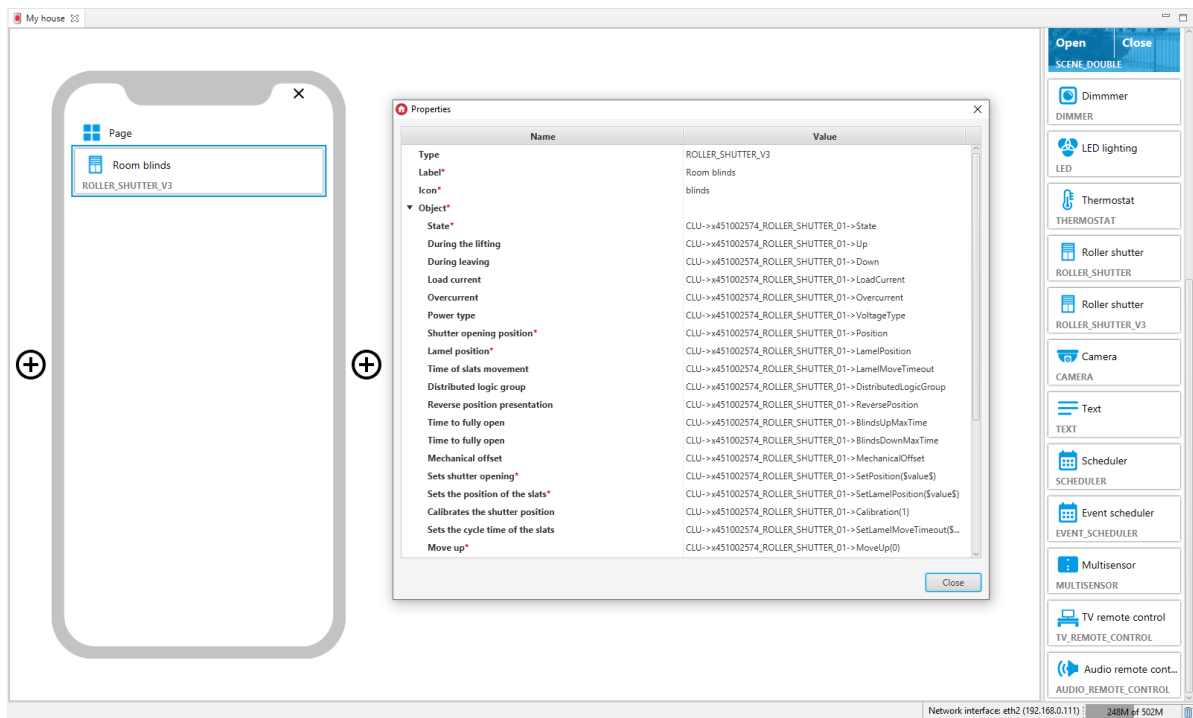 My house
Page
Room blinds
ROLLER_SHUTTER_V3
Properties
Name Value
Type ROLLER_SHUTTER_V3
Label* Room blinds
Icon* blinds
Object*
State* CLU->x451002574_ROLLER_SHUTTER_01->State
During the lifting CLU->x451002574_ROLLER_SHUTTER_01->Up
During leaving CLU->x451002574_ROLLER_SHUTTER_01->Down
Load current CLU->x451002574_ROLLER_SHUTTER_01->LoadCurrent
Overcurrent CLU->x451002574_ROLLER_SHUTTER_01->Overcurrent
Power type CLU->x451002574_ROLLER_SHUTTER_01->VoltageType
Shutter opening position* CLU->x451002574_ROLLER_SHUTTER_01->Position
Lamel position* CLU->x451002574_ROLLER_SHUTTER_01->LamelPosition
Time of slats movement CLU->x451002574_ROLLER_SHUTTER_01->LamelMoveTimeout
Distributed logic group CLU->x451002574_ROLLER_SHUTTER_01->DistributedLogicGroup
Reverse position presentation CLU->x451002574_ROLLER_SHUTTER_01->ReversePosition
Time to fully open CLU->x451002574_ROLLER_SHUTTER_01->BlindsUpMaxTime
Time to fully open CLU->x451002574_ROLLER_SHUTTER_01->BlindsDownMaxTime
Mechanical offset CLU->x451002574_ROLLER_SHUTTER_01->MechanicalOffset
Sets shutter opening* CLU->x451002574_ROLLER_SHUTTER_01->SetPosition($value$)
Sets the position of the slats* CLU->x451002574_ROLLER_SHUTTER_01->SetLamelPosition($value$)
Calibrates the shutter position CLU->x451002574_ROLLER_SHUTTER_01->Calibration(1)
Sets the cycle time of the slats CLU->x451002574_ROLLER_SHUTTER_01->SetLamelMoveTimeout($...
Move up* CLU->x451002574_ROLLER_SHUTTER_01->MoveUp(0)
Close
Open Close
SCENE_DOUBLE
Dimmmer
DIMMER
LED lighting
LED
Thermostat
THERMOSTAT
Roller shutter
ROLLER_SHUTTER
Roller shutter
ROLLER_SHUTTER_V3
Camera
CAMERA
Text
TEXT
Scheduler
SCHEDULER
Event scheduler
EVENT_SCHEDULER
Multisensor
MULTISENSOR
TV remote control
TV_REMOTE_CONTROL
Audio remote cont...
AUDIO_REMOTE_CONTROL
Network interface: eth2 (192.168.0.111) 248M of 502M